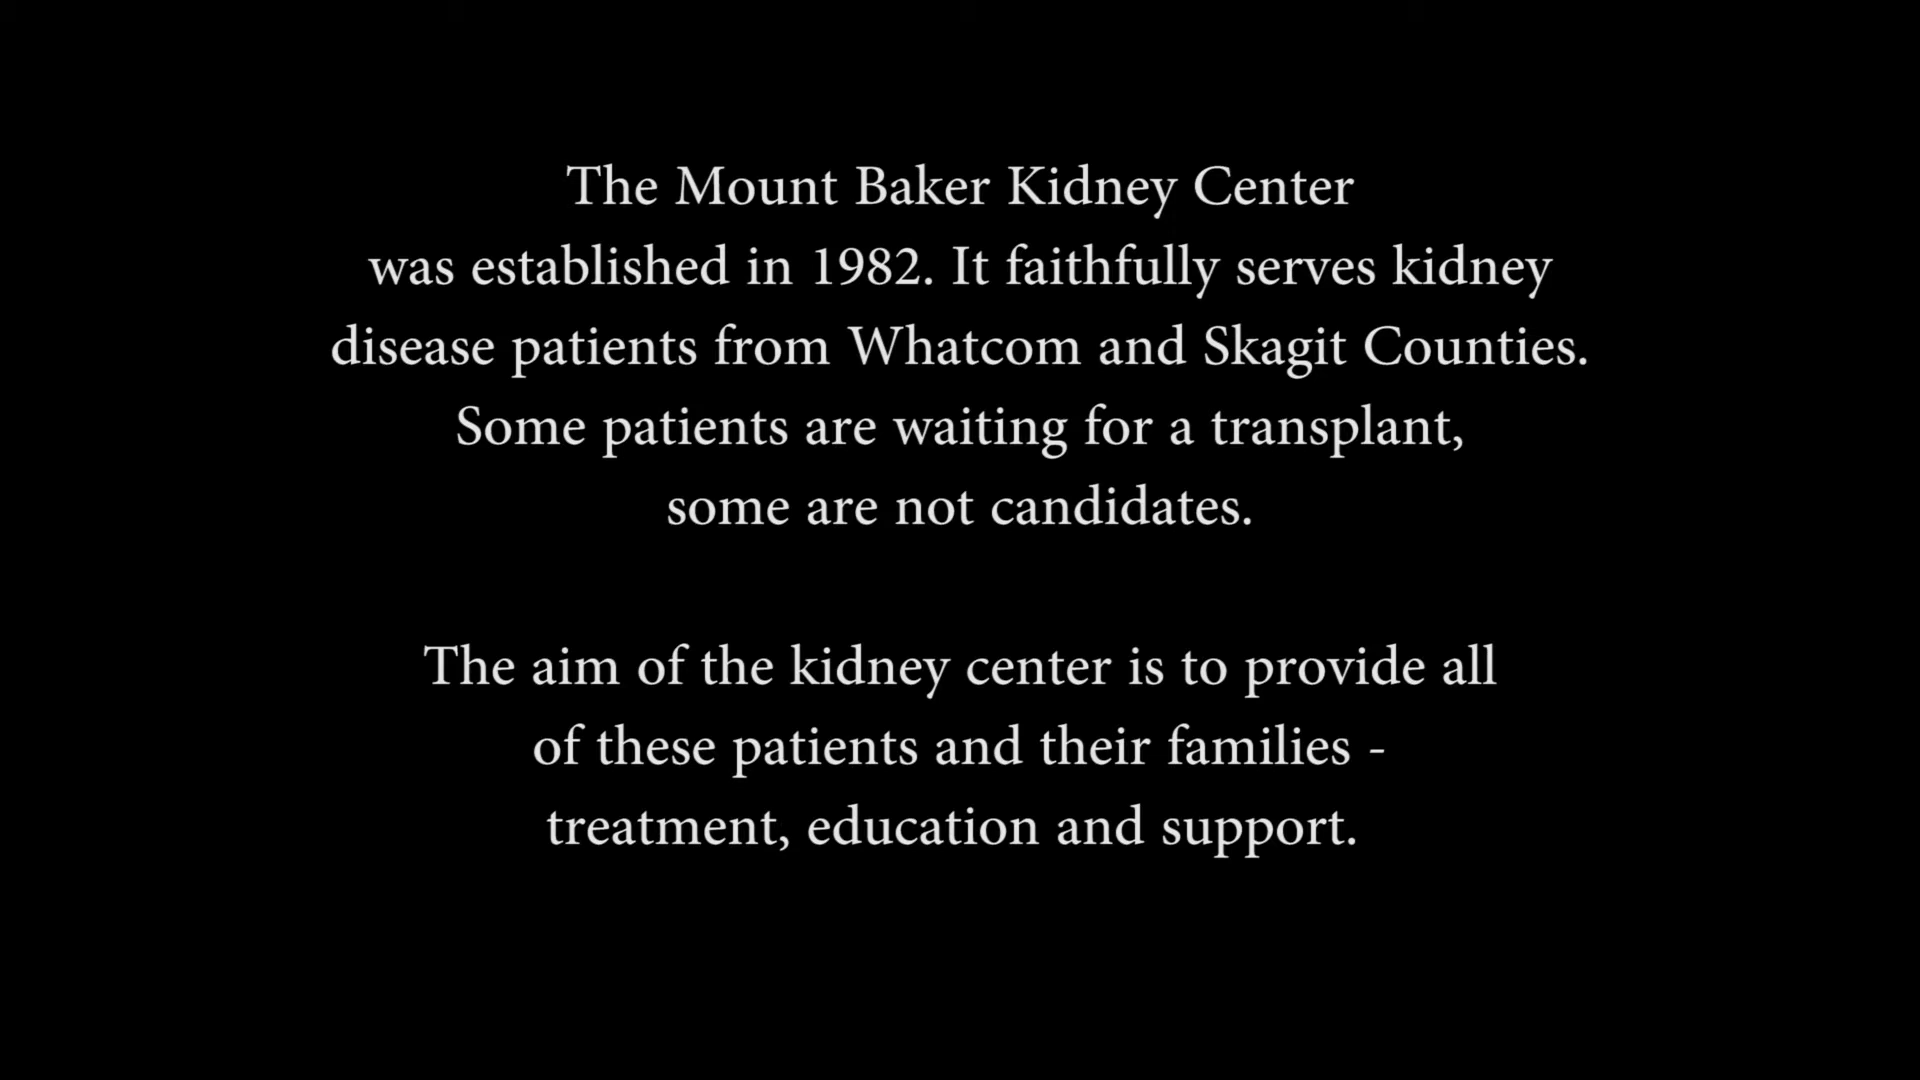 The Mount Baker Kidney Center
was established in 1982. It faithfully serves kidney
disease patients from Whatcom and Skagit Counties.
Some patients are waiting for a transplant,
some are not candidates.
The aim of the kidney center is to provide all
of these patients and their families -
treatment, education and support.